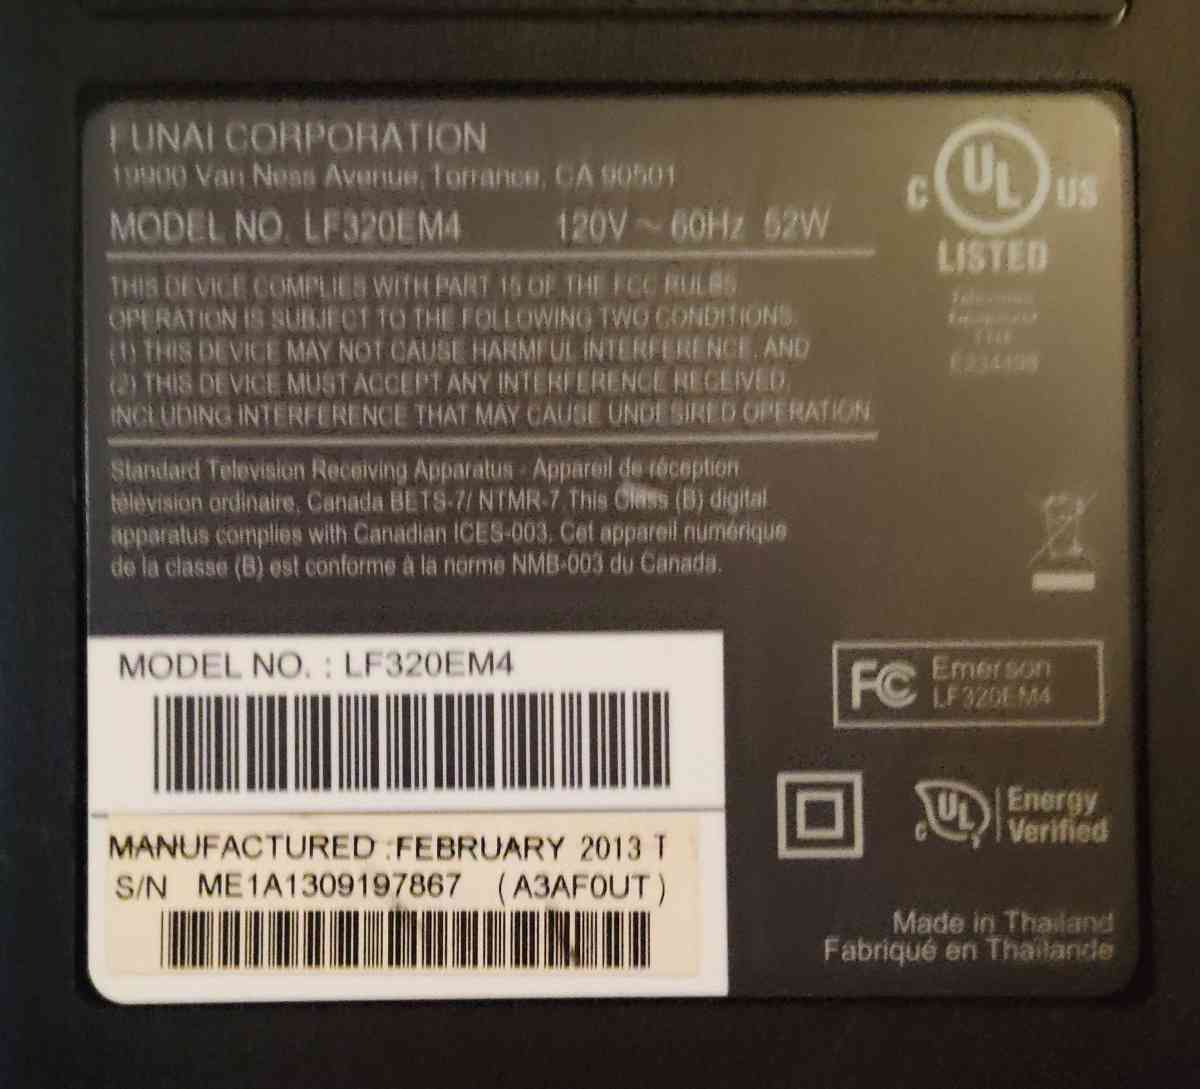 FUNAI CORPORATION
19900 Van Ness Avenue, Torrance, CA 90501
MODEL NO. LF320EM4 120V ~ 60Hz 52W
THIS DEVICE COMPLIES WITH PART 15 OF THE FCC RULES.
OPERATION IS SUBJECT TO THE FOLLOWING TWO CONDITIONS:
(1) THIS DEVICE MAY NOT CAUSE HARMFUL INTERFERENCE, AND
(2) THIS DEVICE MUST ACCEPT ANY INTERFERENCE RECEIVED,
INCLUDING INTERFERENCE THAT MAY CAUSE UNDESIRED OPERATION.
Standard Television Receiving Apparatus - Appareil de réception
télévision ordinaire, Canada BETS-7/ NTMR-7.This Class (B) digital
apparatus complies with Canadian ICES-003. Cet appareil numérique
de la classe (B) est conforme à la norme NMB-003 du Canada.
C UL US
LISTED
Television
Equipment
MODEL NO. : LF320EM4
MANUFACTURED :FEBRUARY 2013 T
S/N ME1A1309197867 (A3AF0UT)
FC Emerson
LF320EM4
C UL Energy
Verified
Made in Thailand
Fabriqué en Thaïlande